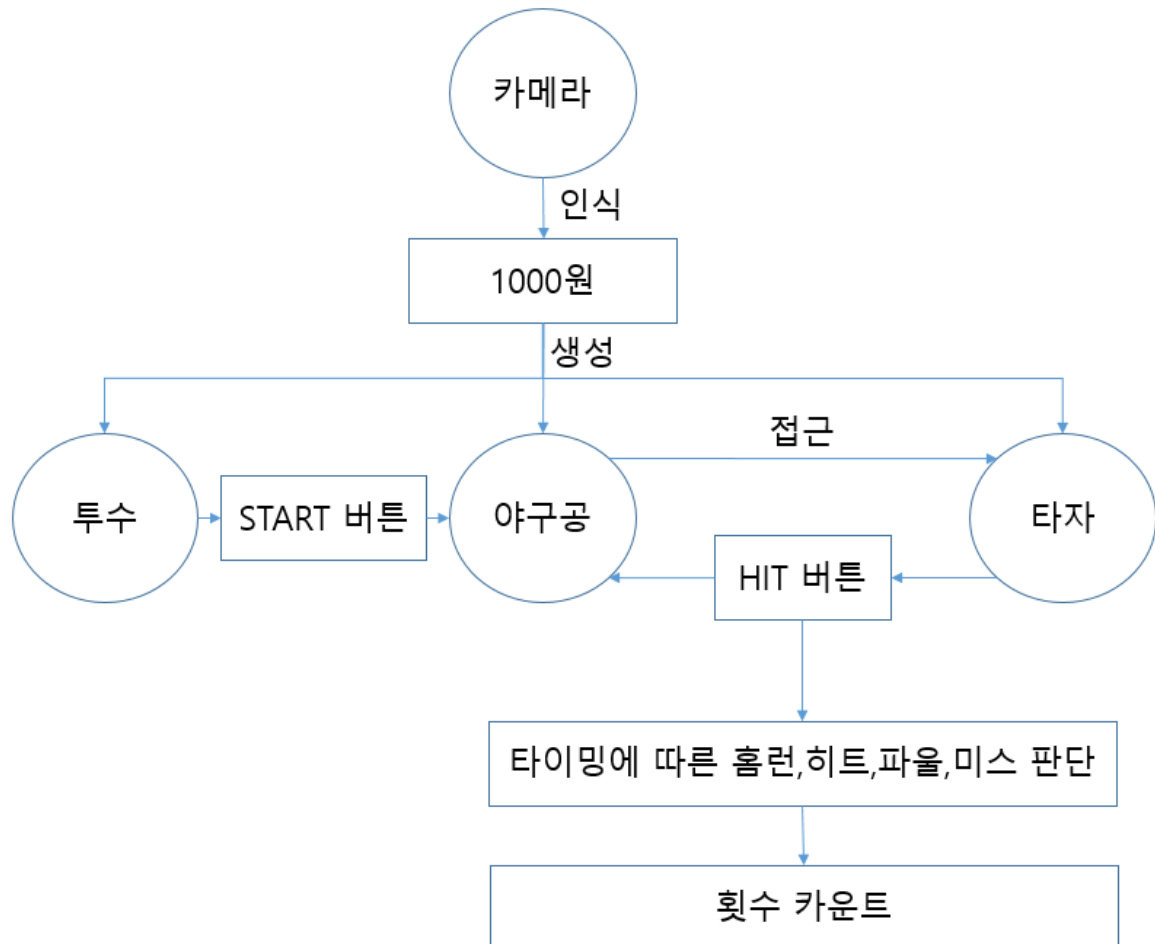 카메라
인식
1000원
생성
접근
투수
START 버튼
야구공
타자
HIT 버튼
타이밍에 따른 홈런,히트,파울,미스 판단
횟수 카운트